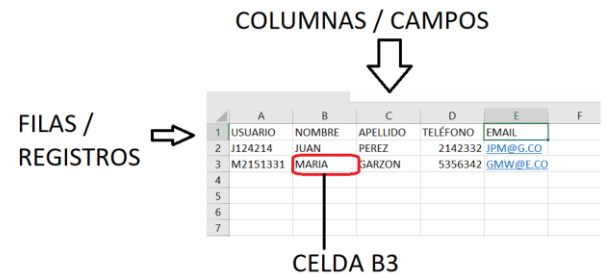 COLUMNAS / CAMPOS
FILAS /
REGISTROS
A B C D E F
1 USUARIO NOMBRE APELLIDO TELÉFONO EMAIL
2 J124214 JUAN PEREZ 2142332 JPM@G.CO
3 M2151331 MARIA GARZON 5356342 GMW@E.CO
4
5
6
7
CELDA B3